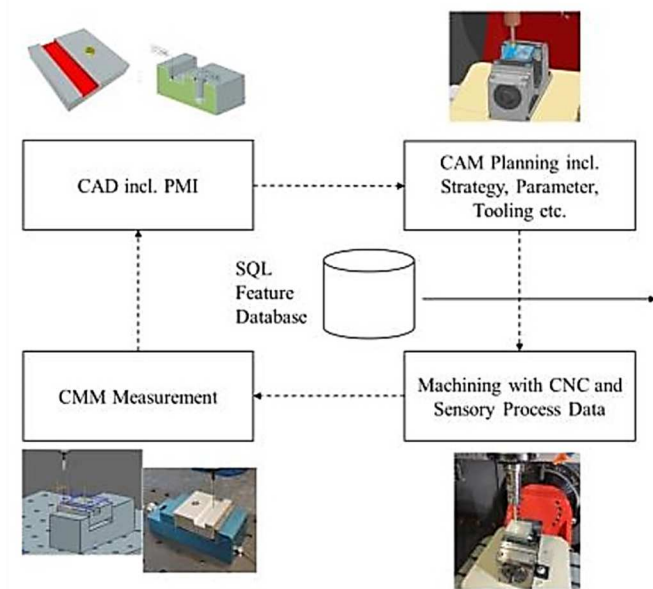 CAD incl. PMI
CAM Planning incl.
Strategy, Parameter,
Tooling etc.
SQL
Feature
Database
CMM Measurement
Machining with CNC and
Sensory Process Data